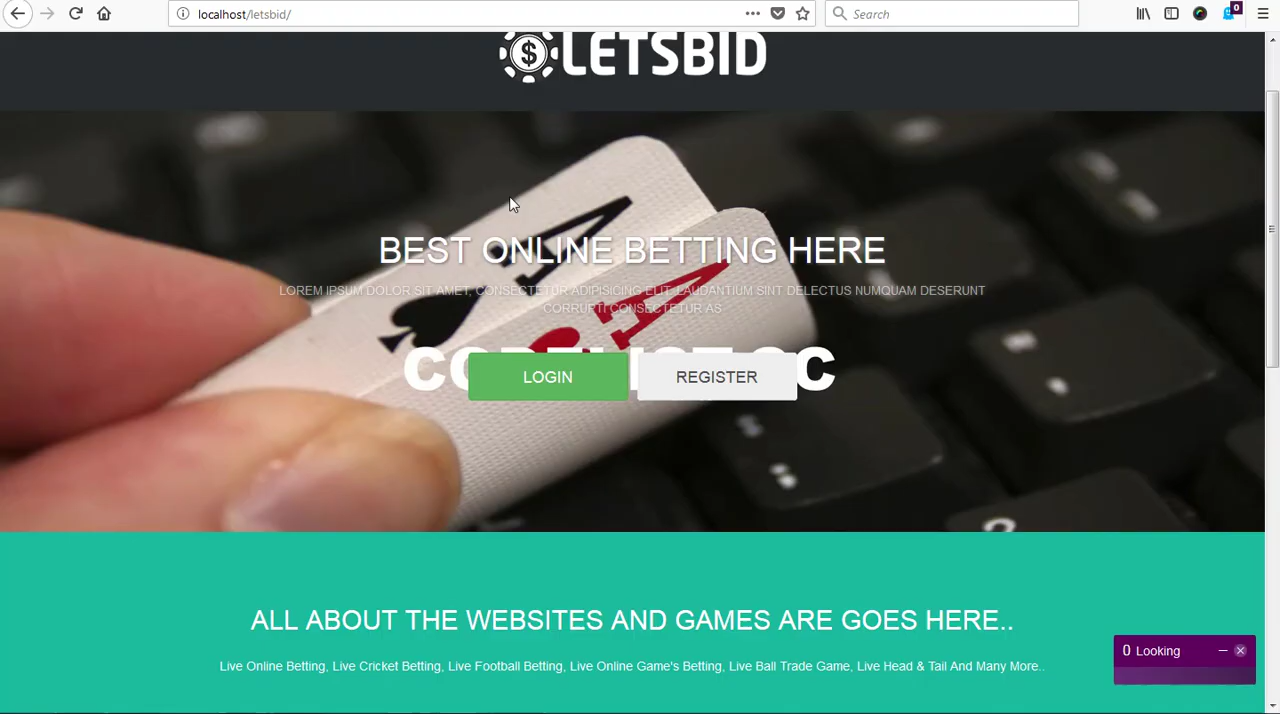 localhost/letsbid/
Search
0
LETSBID
BEST ONLINE BETTING HERE
LOREM IPSUM DOLOR SIT AMET, CONSECTETUR ADIPISICING ELIT. LAUDANTIUM SINT DELECTUS NUMQUAM DESERUNT
CORRUPTI CONSECTETUR AS
LOGIN REGISTER
ALL ABOUT THE WEBSITES AND GAMES ARE GOES HERE..
Live Online Betting, Live Cricket Betting, Live Football Betting, Live Online Game's Betting, Live Ball Trade Game, Live Head & Tail And Many More..
0 Looking